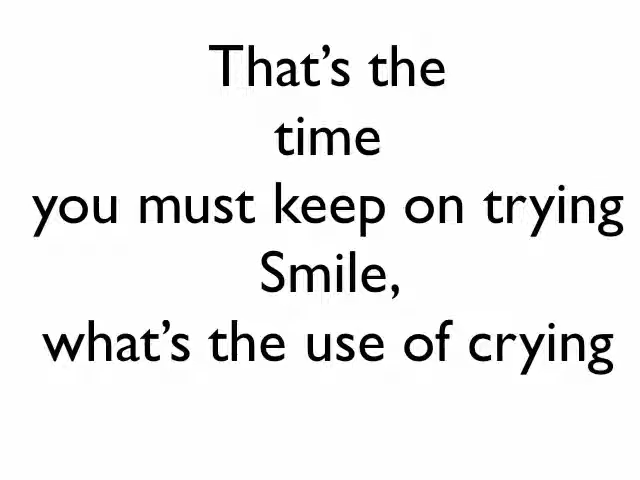 That’s the
time
you must keep on trying
Smile,
what’s the use of crying